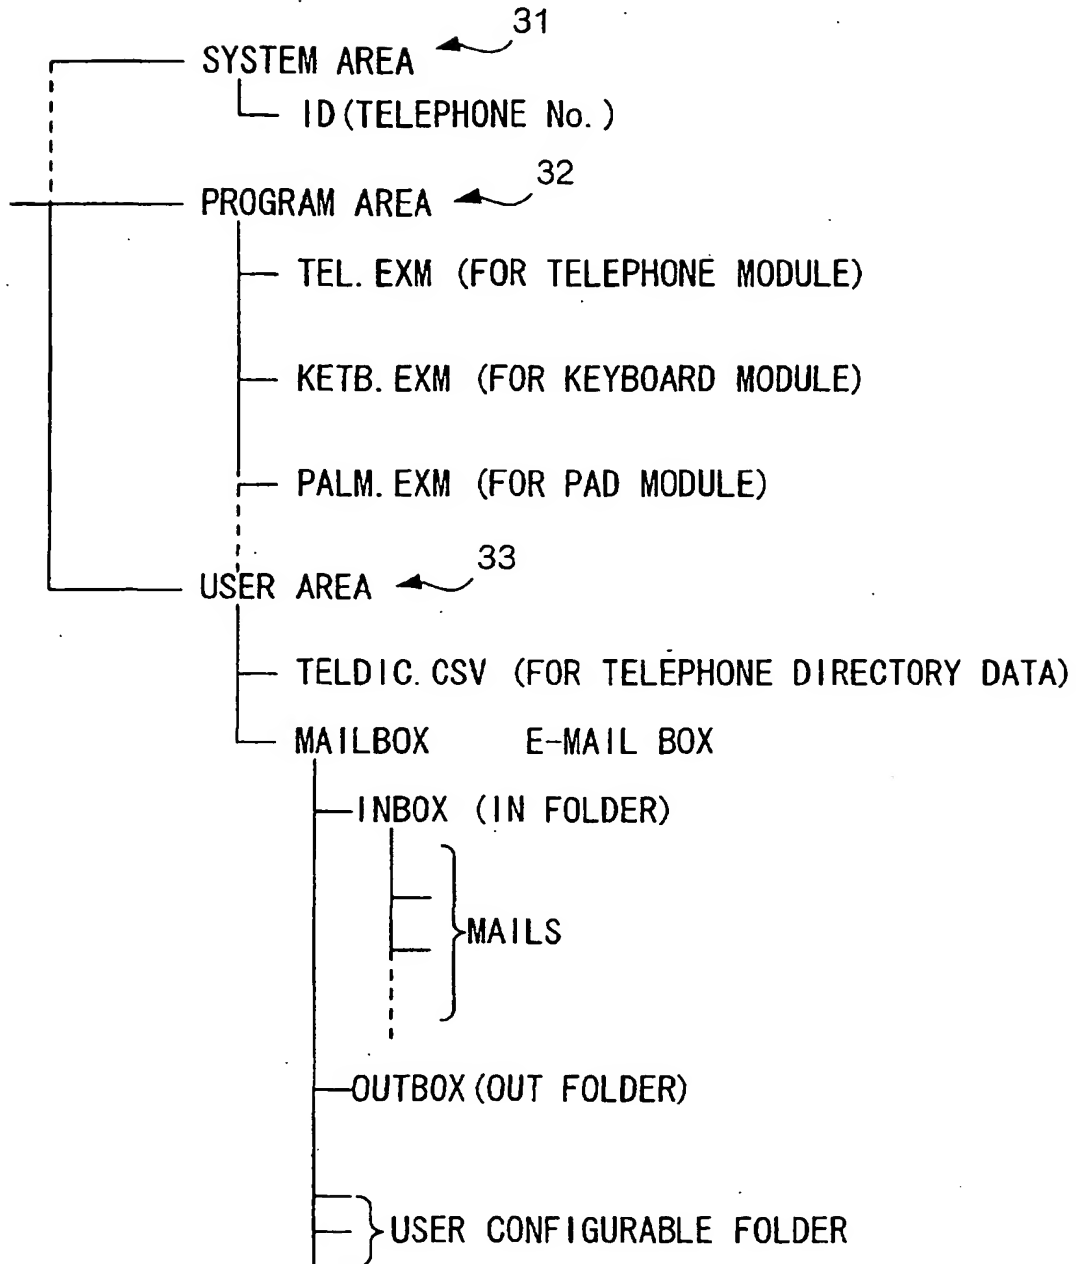 31
SYSTEM AREA
ID(TELEPHONE No.)
32
PROGRAM AREA
TEL.EXM (FOR TELEPHONE MODULE)
KETB.EXM (FOR KEYBOARD MODULE)
PALM.EXM (FOR PAD MODULE)
33
USER AREA
TELDIC.CSV (FOR TELEPHONE DIRECTORY DATA)
MAILBOX E-MAIL BOX
INBOX (IN FOLDER)
MAILS
OUTBOX(OUT FOLDER)
USER CONFIGURABLE FOLDER